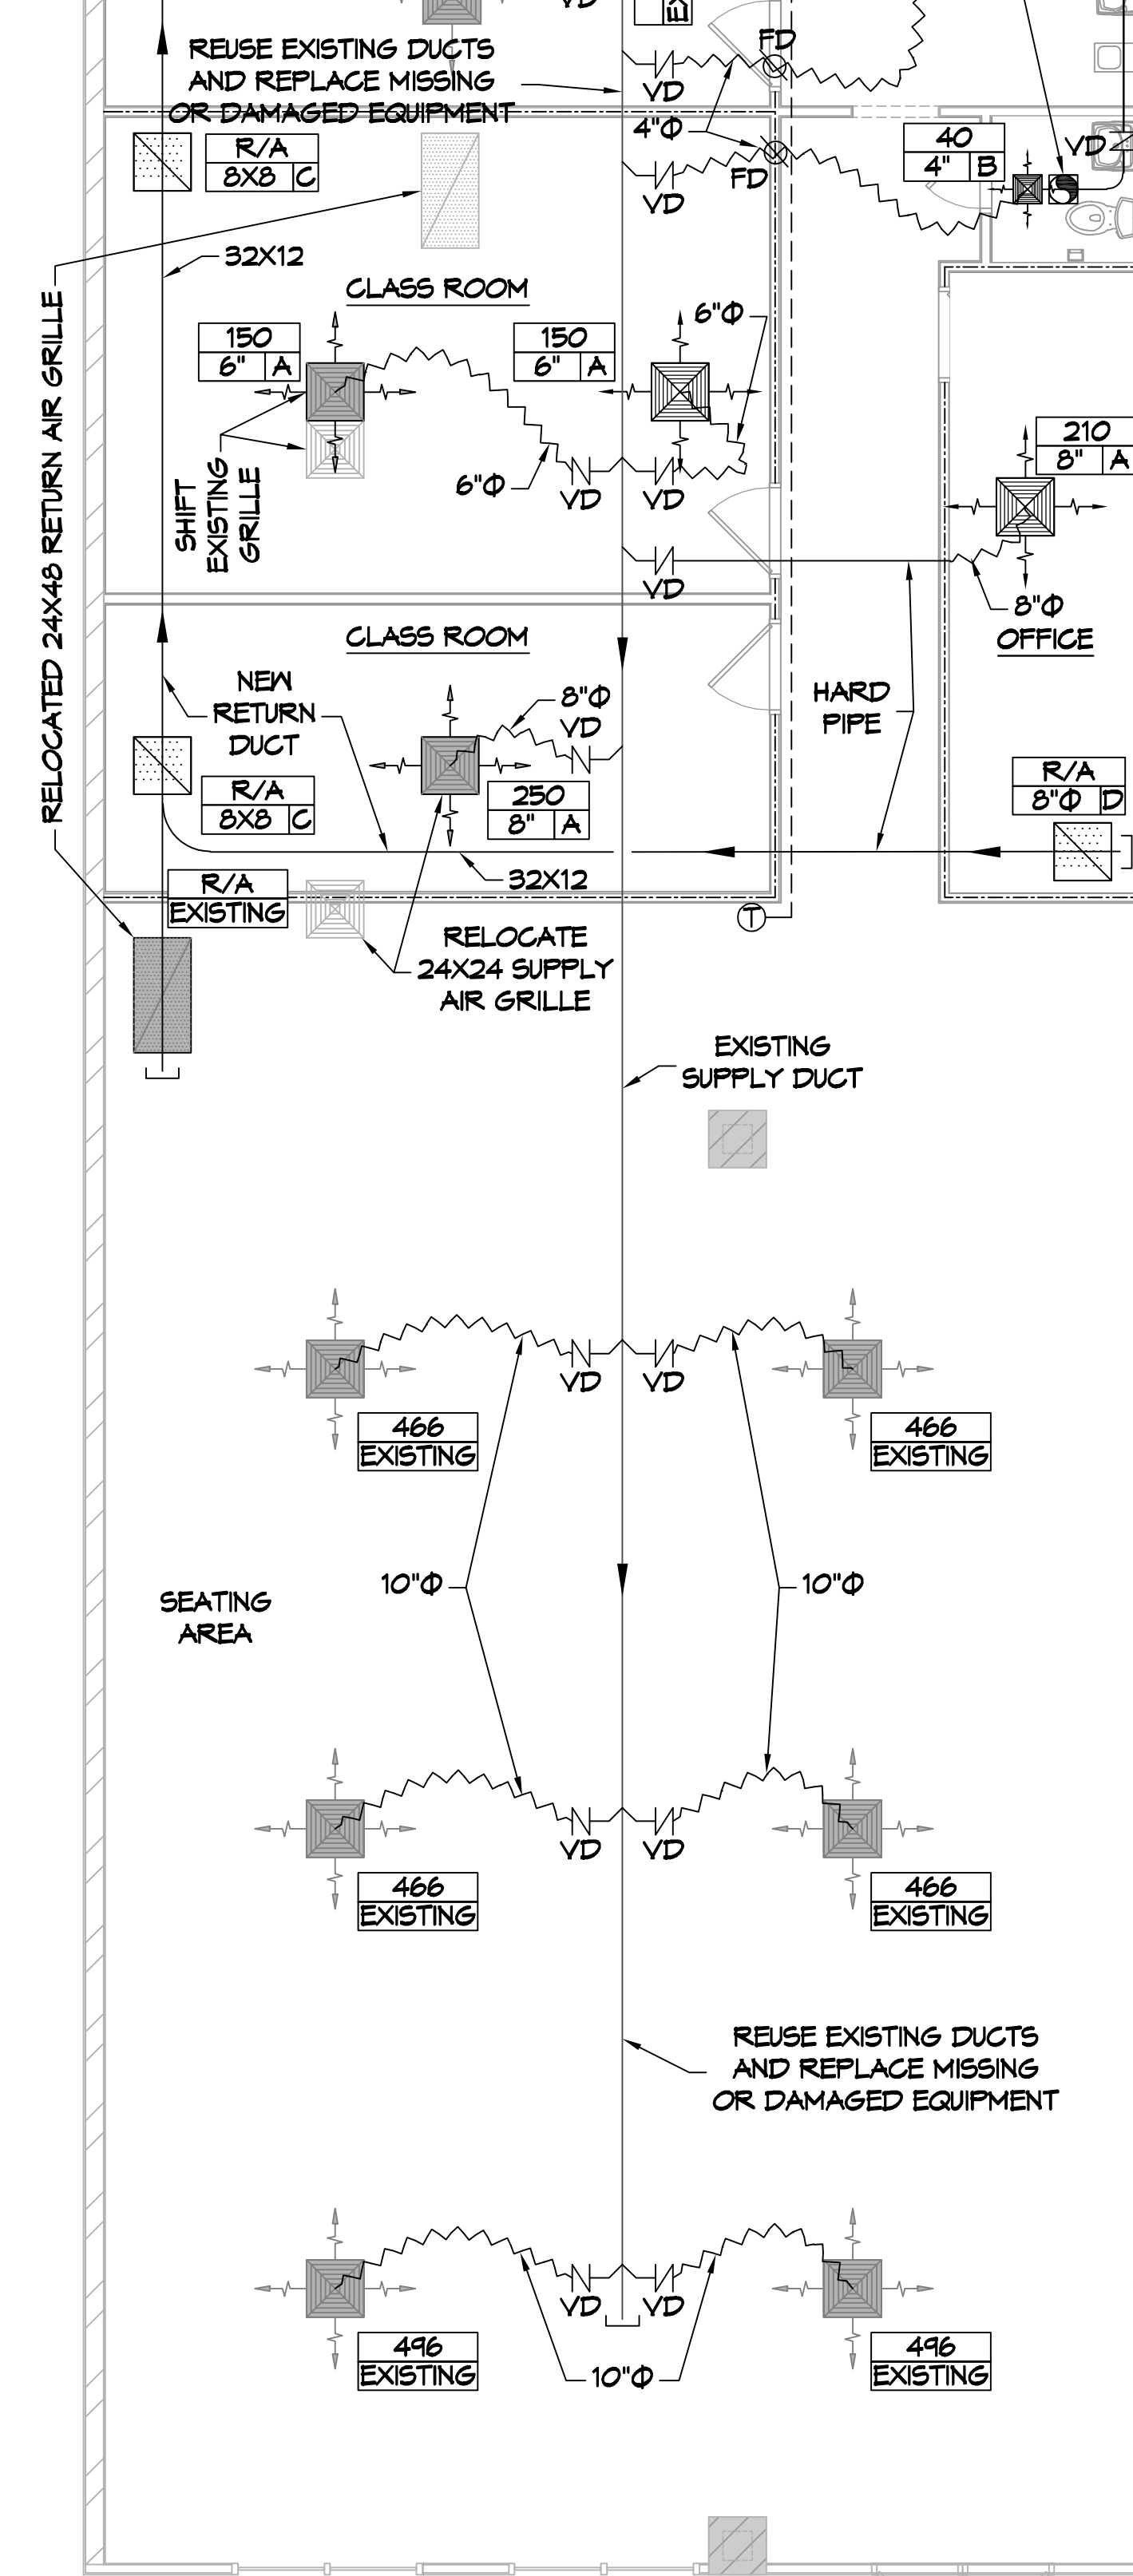 VD
EX
REUSE EXISTING DUCTS
AND REPLACE MISSING
OR DAMAGED EQUIPMENT
FD
VD
4"Φ
FD
VD
40
4" B
VD
R/A
8X8 C
32X12
CLASS ROOM
RELOCATED 24X48 RETURN AIR GRILLE
150
6" A
150
6" A
6"Φ
210
8" A
SHIFT
EXISTING
GRILLE
6"Φ
VD
VD
VD
8"Φ
OFFICE
CLASS ROOM
NEW
RETURN
DUCT
8"Φ
VD
HARD
PIPE
R/A
8X8 C
250
8" A
R/A
8"Φ D
32X12
R/A
EXISTING
T
RELOCATE
24X24 SUPPLY
AIR GRILLE
EXISTING
SUPPLY DUCT
VD
VD
466
EXISTING
466
EXISTING
10"Φ
10"Φ
SEATING
AREA
VD
VD
466
EXISTING
466
EXISTING
REUSE EXISTING DUCTS
AND REPLACE MISSING
OR DAMAGED EQUIPMENT
VD
VD
496
EXISTING
10"Φ
496
EXISTING